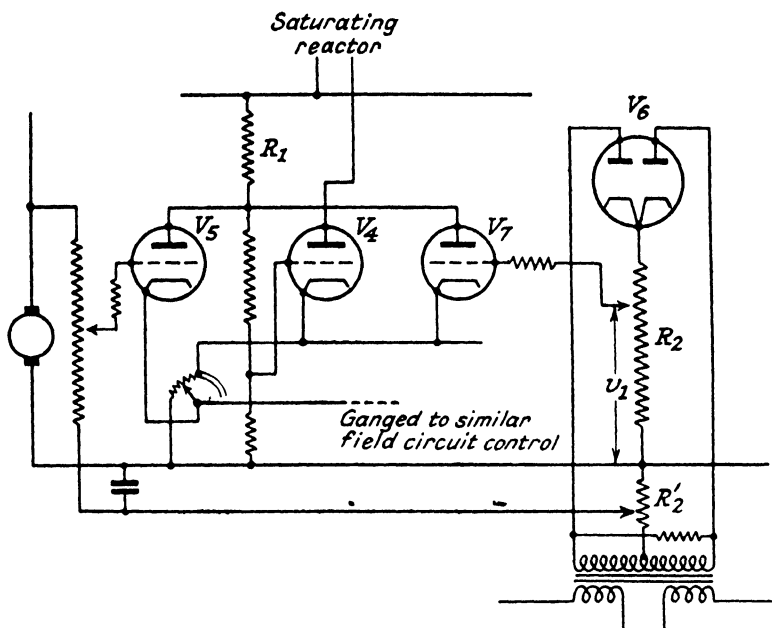 Saturating
reactor
V6
R1
V5
V4
V7
R2
v1
Ganged to similar
field circuit control
R'2